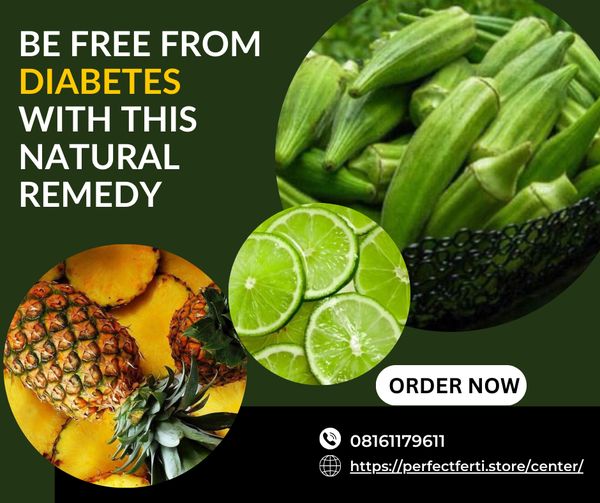 BE FREE FROM
DIABETES
WITH THIS
NATURAL
REMEDY
ORDER NOW
08161179611
https://perfectferti.store/center/